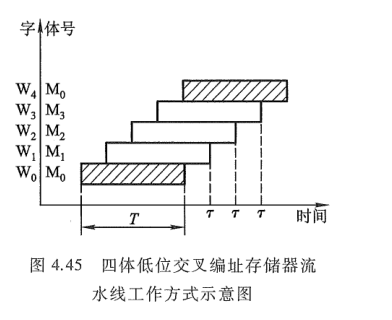 字 体号
W₄ M₀
W₃ M₃
W₂ M₂
W₁ M₁
W₀ M₀
T τ τ τ 时间
图 4.45 四体低位交叉编址存储器流
水线工作方式示意图